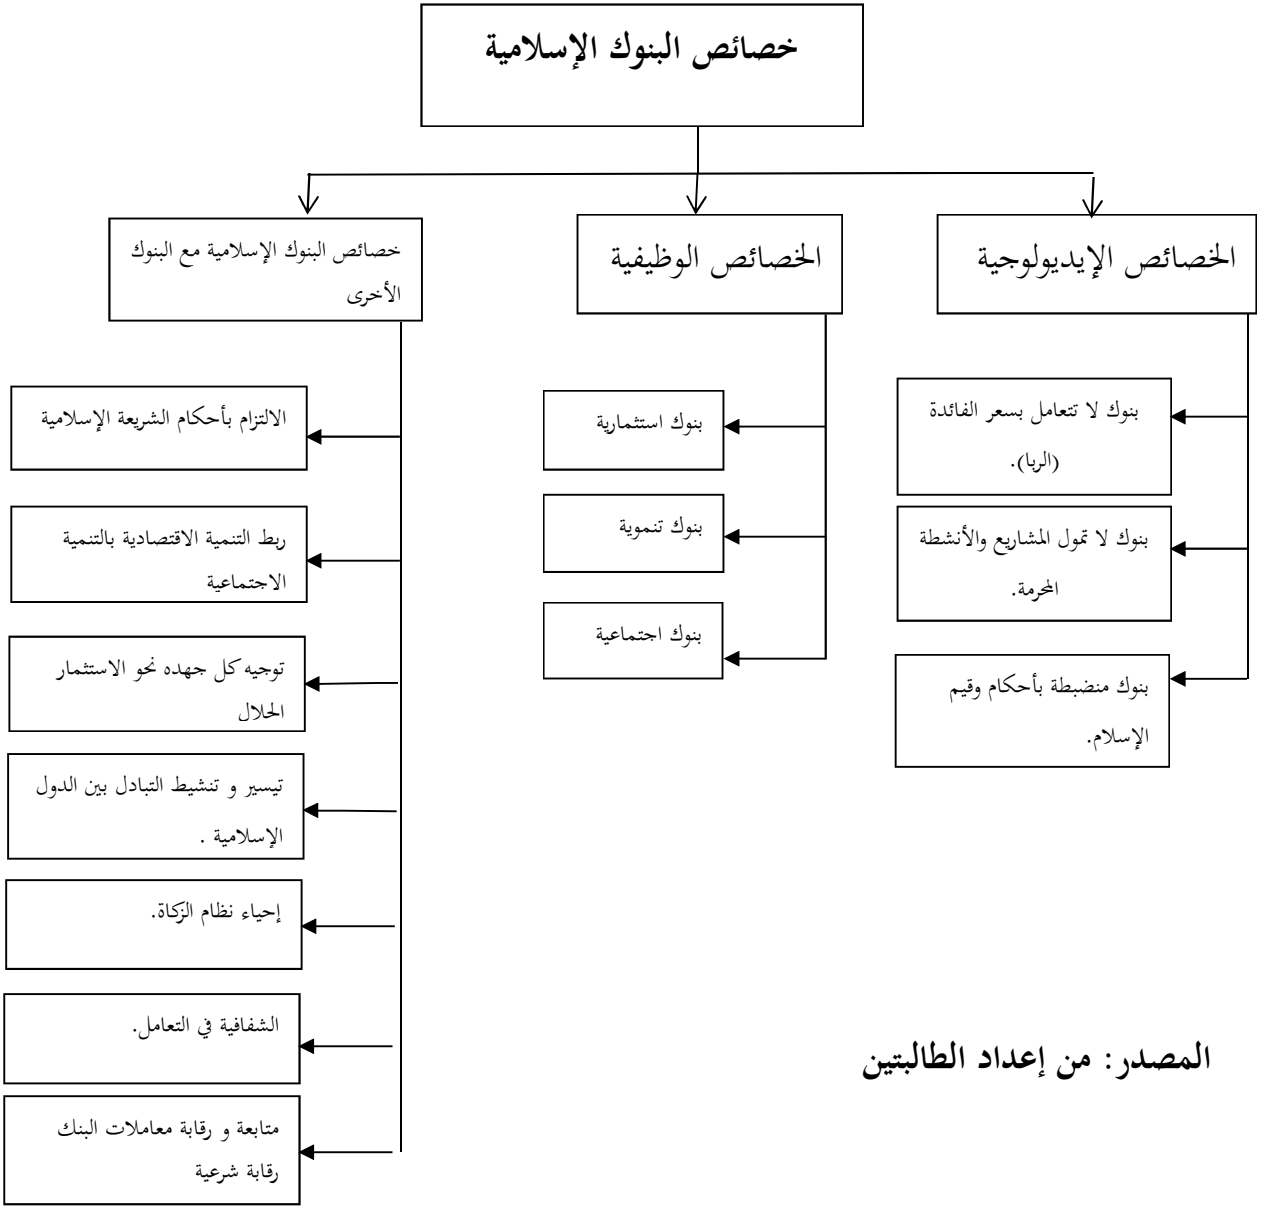 خصائص البنوك الإسلامية
الخصائص الإيديولوجية
بنوك لا تتعامل بسعر الفائدة
(الربا).
بنوك لا تمول المشاريع والأنشطة
المحرمة.
بنوك منضبطة بأحكام وقيم
الإسلام.
الخصائص الوظيفية
بنوك استثمارية
بنوك تنموية
بنوك اجتماعية
خصائص البنوك الإسلامية مع البنوك
الأخرى
الالتزام بأحكام الشريعة الإسلامية
ربط التنمية الاقتصادية بالتنمية
الاجتماعية
توجيه كل جهده نحو الاستثمار
الحلال
تيسير و تنشيط التبادل بين الدول
الإسلامية .
إحياء نظام الزكاة.
الشفافية في التعامل.
متابعة و رقابة معاملات البنك
رقابة شرعية
المصدر: من إعداد الطالبتين